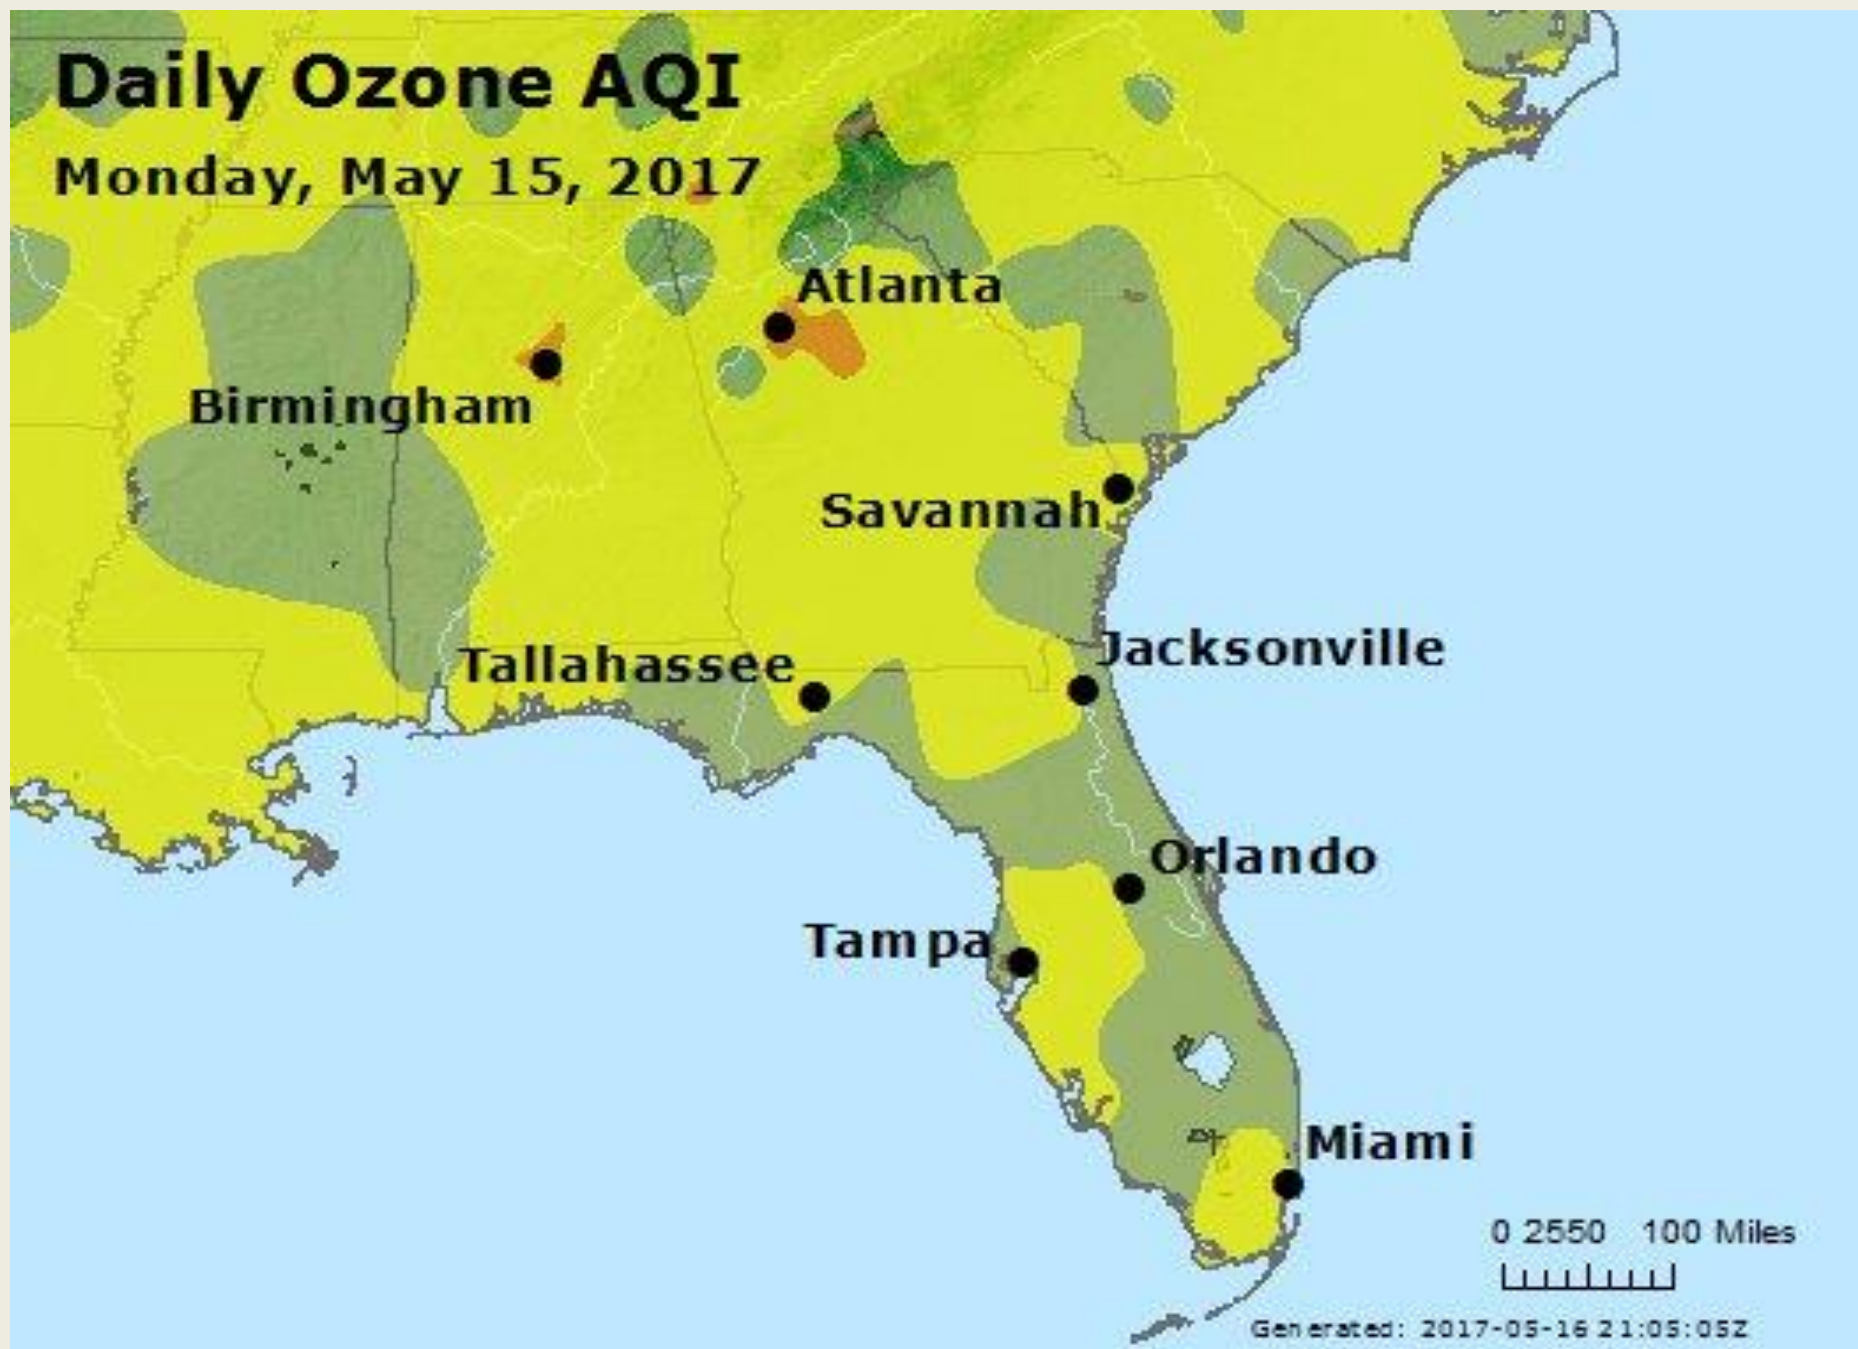 Daily Ozone AQI
Monday, May 15, 2017
Atlanta
Birmingham
Savannah
Jacksonville
Tallahassee
Orlando
Tampa
Miami
0 2550 100 Miles
Generated: 2017-05-16 21:05:05Z